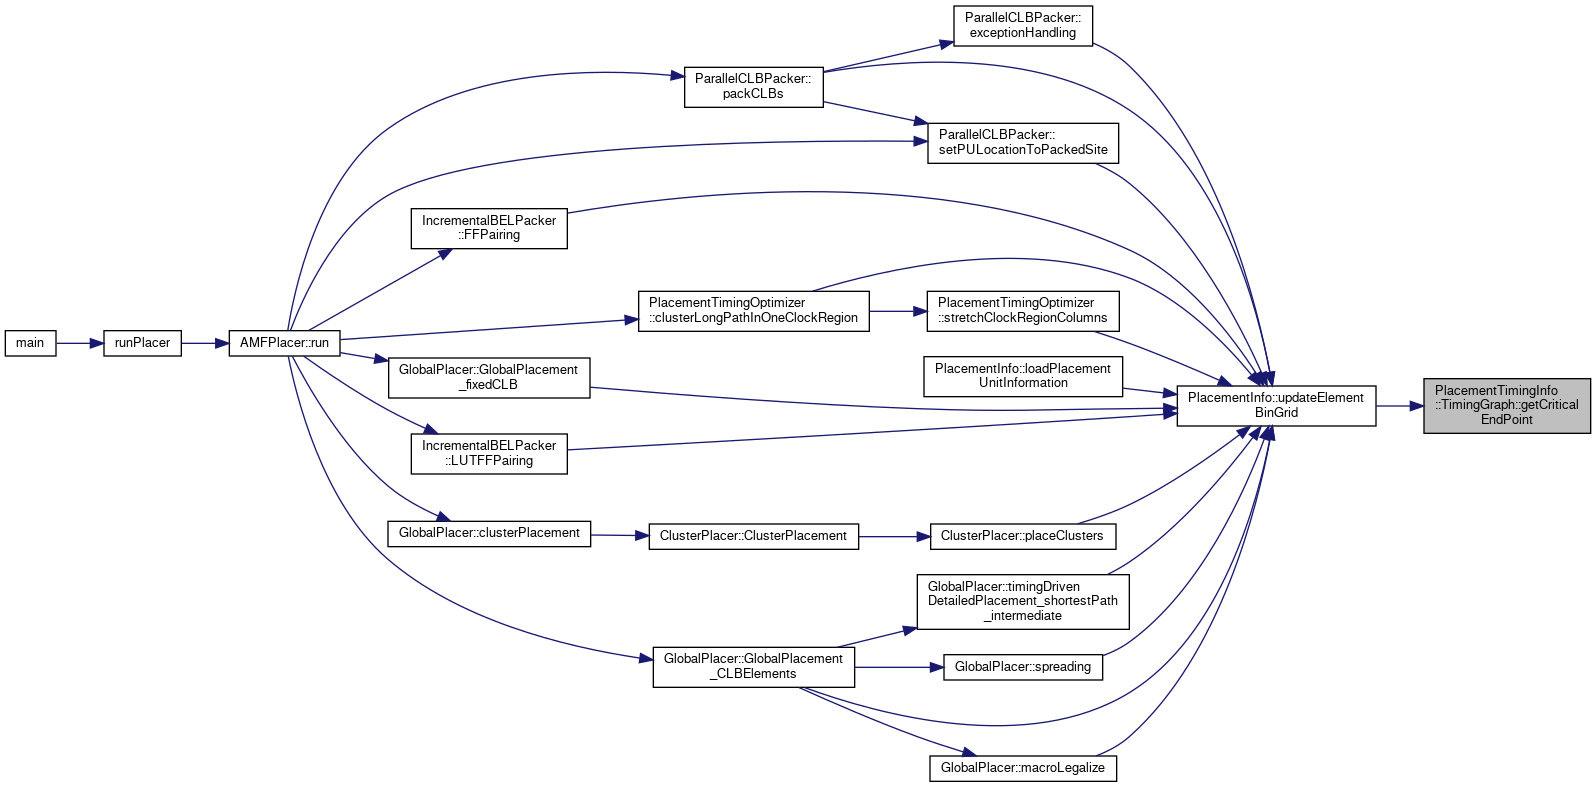 ParallelCLBPacker::
exceptionHandling
ParallelCLBPacker::
packCLBs
ParallelCLBPacker::
setPULocationToPackedSite
IncrementalBELPacker
::FFPairing
PlacementTimingOptimizer
::clusterLongPathInOneClockRegion
PlacementTimingOptimizer
::stretchClockRegionColumns
main
runPlacer
AMFPlacer::run
GlobalPlacer::GlobalPlacement
_fixedCLB
PlacementInfo::loadPlacement
UnitInformation
PlacementInfo::updateElement
BinGrid
PlacementTimingInfo
::TimingGraph::getCritical
EndPoint
IncrementalBELPacker
::LUTFFPairing
GlobalPlacer::clusterPlacement
ClusterPlacer::ClusterPlacement
ClusterPlacer::placeClusters
GlobalPlacer::timingDriven
DetailedPlacement_shortestPath
_intermediate
GlobalPlacer::GlobalPlacement
_CLBElements
GlobalPlacer::spreading
GlobalPlacer::macroLegalize